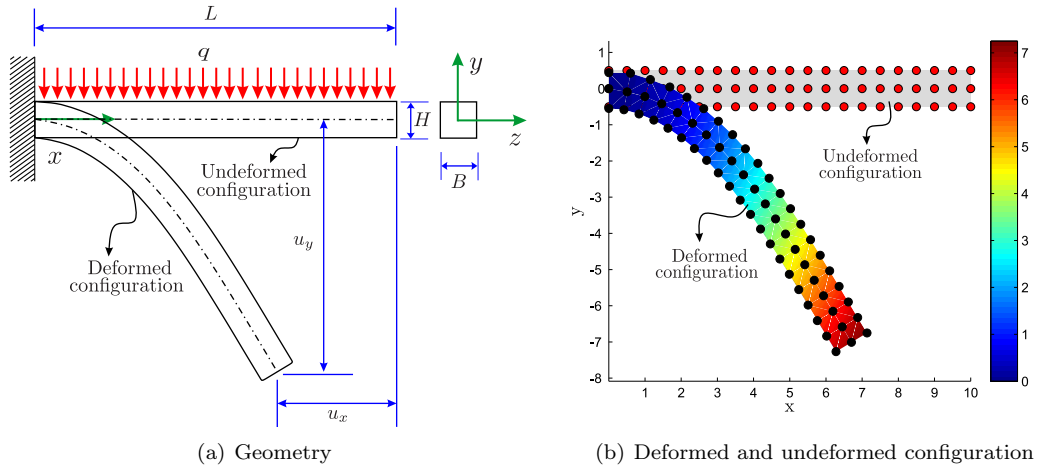 L
q
y
H
z
x
B
Undeformed
configuration
u_y
Deformed
configuration
u_x
(a) Geometry
1
0
-1
-2
-3
-4
-5
-6
-7
-8
y
1 2 3 4 5 6 7 8 9 10
x
Undeformed
configuration
Deformed
configuration
7
6
5
4
3
2
1
0
(b) Deformed and undeformed configuration